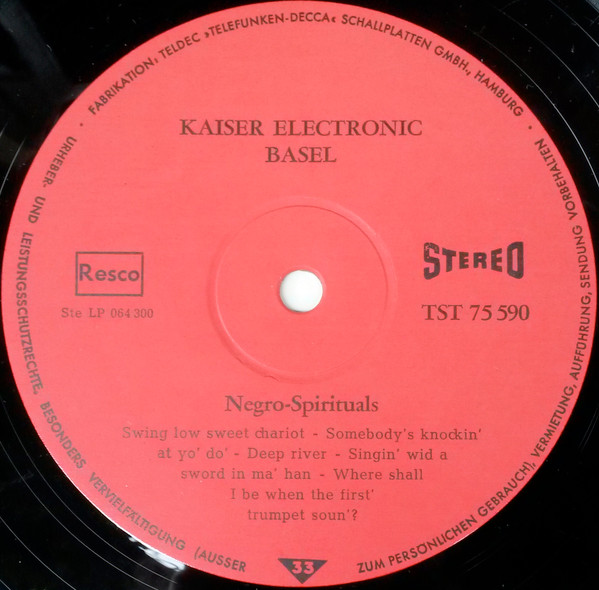 · FABRIKATION: TELDEC »TELEFUNKEN-DECCA« SCHALLPLATTEN GMBH., HAMBURG ·
URHEBER- UND LEISTUNGSSCHUTZRECHTE, BESONDERS VERVIELFÄLTIGUNG (AUSSER ZUM PERSÖNLICHEN GEBRAUCH), VERMIETUNG, AUFFÜHRUNG, SENDUNG VORBEHALTEN
KAISER ELECTRONIC
BASEL
Resco
STEREO
Ste LP 064 300
TST 75 590
Negro-Spirituals
Swing low sweet chariot - Somebody's knockin'
at yo' do' - Deep river - Singin' wid a
sword in ma' han - Where shall
I be when the first'
trumpet soun'?
33